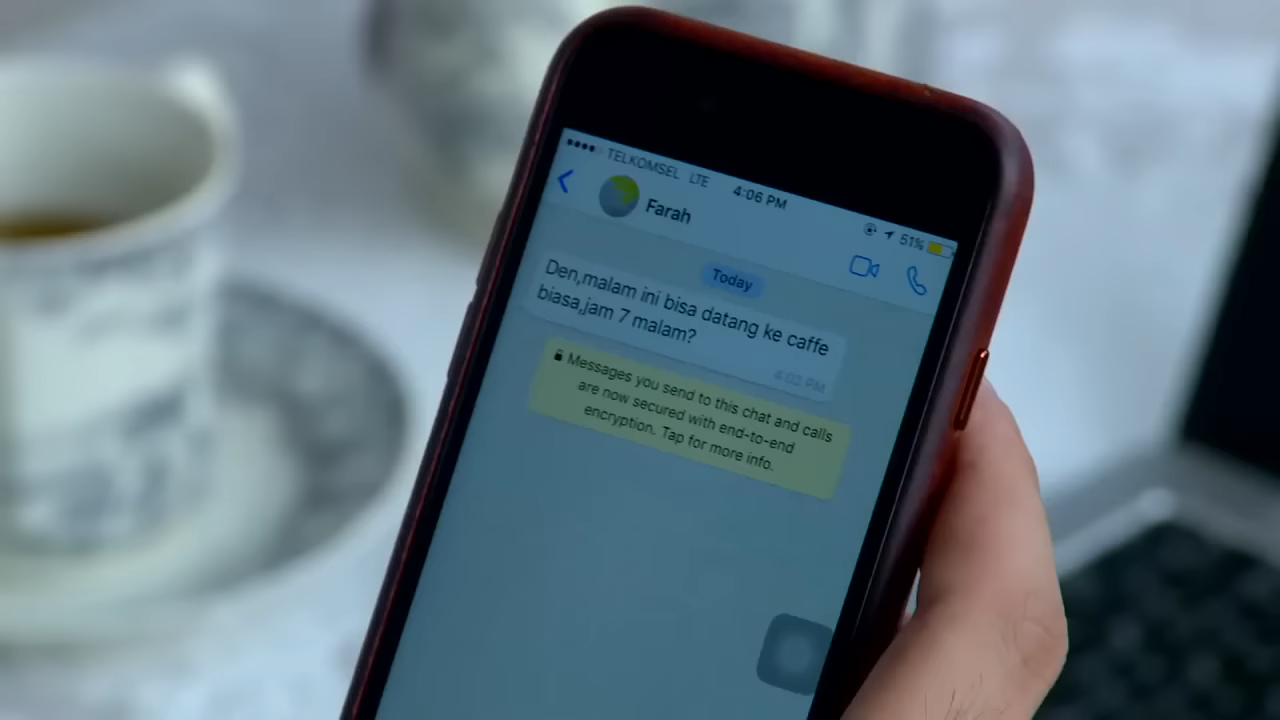 TELKOMSEL LTE 4:06 PM 51%
Farah
Today
Den,malam ini bisa datang ke caffe
biasa,jam 7 malam?
4:02 PM
Messages you send to this chat and calls
are now secured with end-to-end
encryption. Tap for more info.